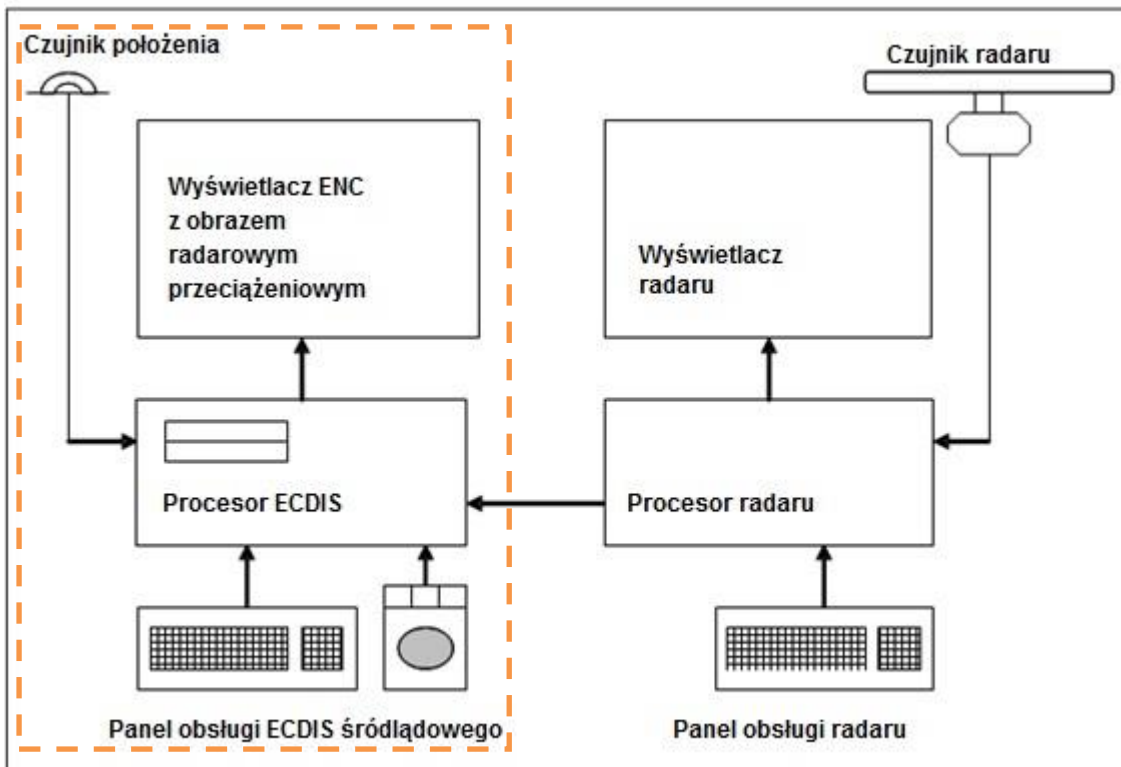 Czujnik położenia
Czujnik radaru
Wyświetlacz ENC
z obrazem
radarowym
przeciążeniowym
Wyświetlacz
radaru
Procesor ECDIS
Procesor radaru
Panel obsługi ECDIS śródlądowego
Panel obsługi radaru